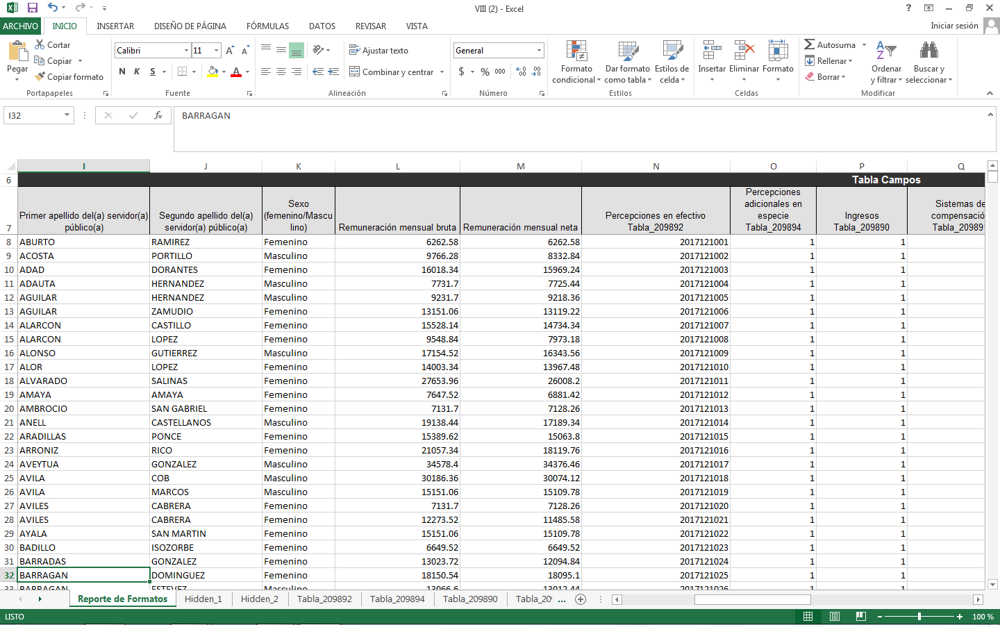 VIII (2) - Excel
ARCHIVO INICIO INSERTAR DISEÑO DE PÁGINA FÓRMULAS DATOS REVISAR VISTA Iniciar sesión
Pegar Cortar Copiar Copiar formato Portapapeles
Calibri 11 N K S Fuente
Ajustar texto Combinar y centrar Alineación
General $ % 000 Número
Formato condicional Dar formato como tabla Estilos de celda Estilos
Insertar Eliminar Formato Celdas
Autosuma Rellenar Borrar Ordenar y filtrar Buscar y seleccionar Modificar
I32 fx BARRAGAN
I J K L M N O P Q
6 Tabla Campos
7 Primer apellido del(a) servidor(a) público(a) Segundo apellido del(a) servidor(a) público(a) Sexo (femenino/Masculino) Remuneración mensual bruta Remuneración mensual neta Percepciones en efectivo Tabla_209892 Percepciones adicionales en especie Tabla_209894 Ingresos Tabla_209890 Sistemas de
8 ABURTO RAMIREZ Femenino 6262.58 6262.58 2017121001 1 1
9 ACOSTA PORTILLO Masculino 9766.28 8332.84 2017121002 1 1
10 ADAD DORANTES Femenino 16018.34 15969.24 2017121003 1 1
11 ADAUTA HERNANDEZ Masculino 7731.7 7725.44 2017121004 1 1
12 AGUILAR HERNANDEZ Masculino 9231.7 9218.36 2017121005 1 1
13 AGUILAR ZAMUDIO Femenino 13151.06 13119.22 2017121006 1 1
14 ALARCON CASTILLO Femenino 15528.14 14734.34 2017121007 1 1
15 ALARCON LOPEZ Femenino 9548.84 7973.18 2017121008 1 1
16 ALONSO GUTIERREZ Masculino 17154.52 16343.56 2017121009 1 1
17 ALOR LOPEZ Femenino 14003.34 13967.48 2017121010 1 1
18 ALVARADO SALINAS Femenino 27653.96 26008.2 2017121011 1 1
19 AMAYA AMAYA Femenino 7647.52 6881.42 2017121012 1 1
20 AMBROCIO SAN GABRIEL Femenino 7131.7 7128.26 2017121013 1 1
21 ANELL CASTELLANOS Masculino 19138.44 17189.34 2017121014 1 1
22 ARADILLAS PONCE Femenino 15389.62 15063.8 2017121015 1 1
23 ARRONIZ RICO Femenino 21057.34 18119.76 2017121016 1 1
24 AVEYTUA GONZALEZ Masculino 34578.4 34376.46 2017121017 1 1
25 AVILA COB Masculino 30186.36 30074.12 2017121018 1 1
26 AVILA MARCOS Masculino 15151.06 15109.78 2017121019 1 1
27 AVILES CABRERA Femenino 7131.7 7128.26 2017121020 1 1
28 AVILES CABRERA Femenino 12273.52 11485.58 2017121021 1 1
29 AYALA SAN MARTIN Femenino 15151.06 15109.78 2017121022 1 1
30 BADILLO ISOZORBE Femenino 6649.52 6649.52 2017121023 1 1
31 BARRADAS GONZALEZ Femenino 13023.72 12094.84 2017121024 1 1
32 BARRAGAN DOMINGUEZ Femenino 18150.54 18095.1 2017121025 1 1
33 BARRAGAN ESTEVEZ Masculino 13066.6 13012.44 2017121026 1 1
Reporte de Formatos Hidden_1 Hidden_2 Tabla_209892 Tabla_209894 Tabla_209890 ...
LISTO 100 %